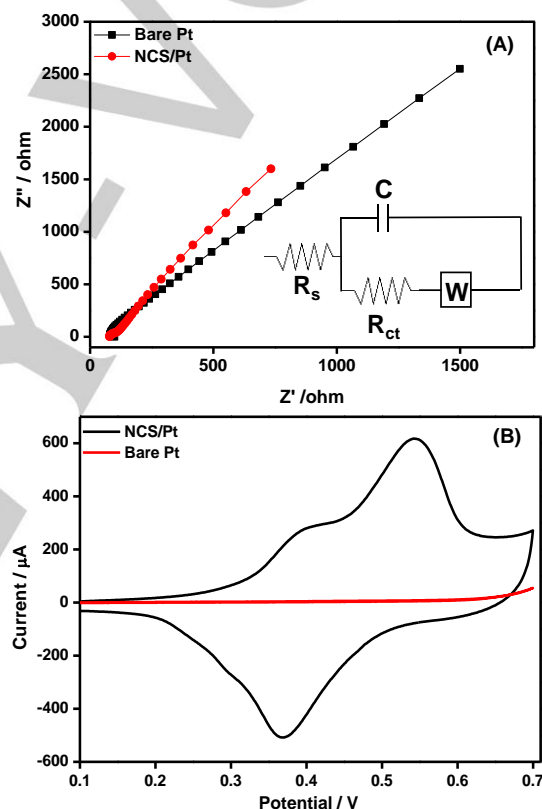 3000
Bare Pt
NCS/Pt
(A)
2500
2000
1500
1000
500
0
Z'' / ohm
C
R_s
R_ct
W
500
1000
1500
Z' /ohm
NCS/Pt
Bare Pt
(B)
600
400
200
0
-200
-400
-600
Current / µA
0.1
0.2
0.3
0.4
0.5
0.6
0.7
Potential / V